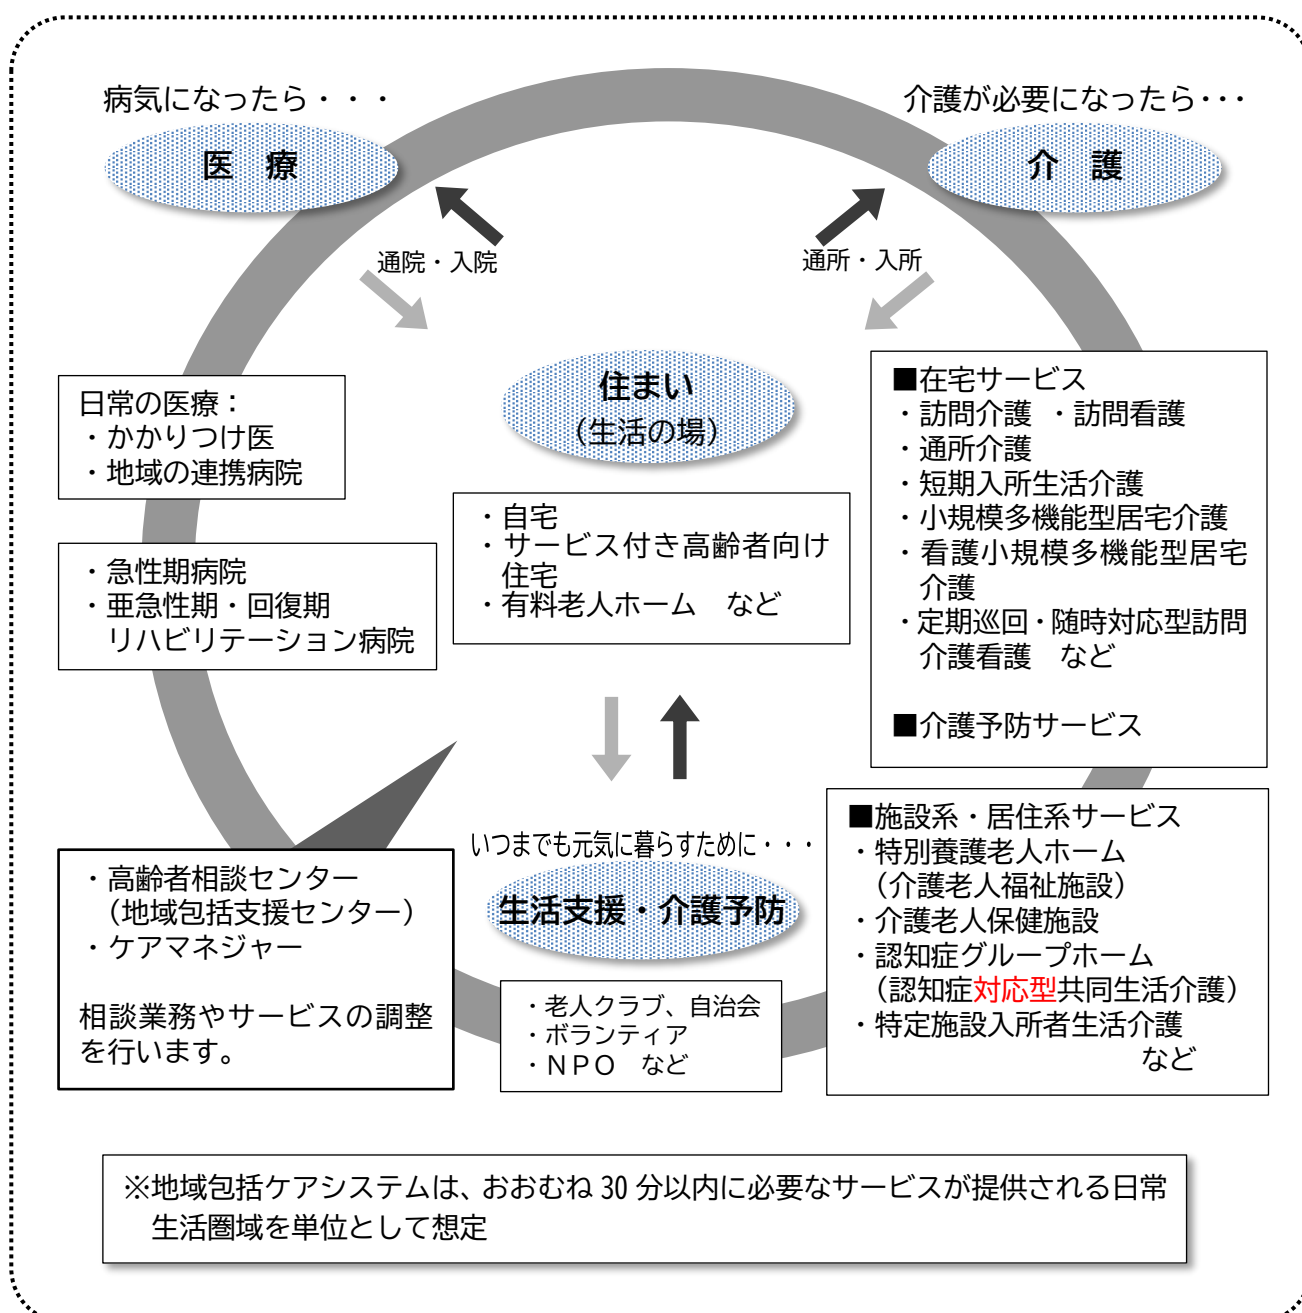 病気になったら・・・
医　療
介護が必要になったら・・・
介　護
通院・入院
通所・入所
住まい
（生活の場）
・自宅
・サービス付き高齢者向け
住宅
・有料老人ホーム　など
日常の医療：
・かかりつけ医
・地域の連携病院
・急性期病院
・亜急性期・回復期
リハビリテーション病院
■在宅サービス
・訪問介護　・訪問看護
・通所介護
・短期入所生活介護
・小規模多機能型居宅介護
・看護小規模多機能型居宅
介護
・定期巡回・随時対応型訪問
介護看護　など
■介護予防サービス
■施設系・居住系サービス
・特別養護老人ホーム
（介護老人福祉施設）
・介護老人保健施設
・認知症グループホーム
（認知症対応型共同生活介護）
・特定施設入所者生活介護
など
いつまでも元気に暮らすために・・・
生活支援・介護予防
・老人クラブ、自治会
・ボランティア
・ＮＰＯ　など
・高齢者相談センター
（地域包括支援センター）
・ケアマネジャー
相談業務やサービスの調整
を行います。
※地域包括ケアシステムは、おおむね 30 分以内に必要なサービスが提供される日常
生活圏域を単位として想定